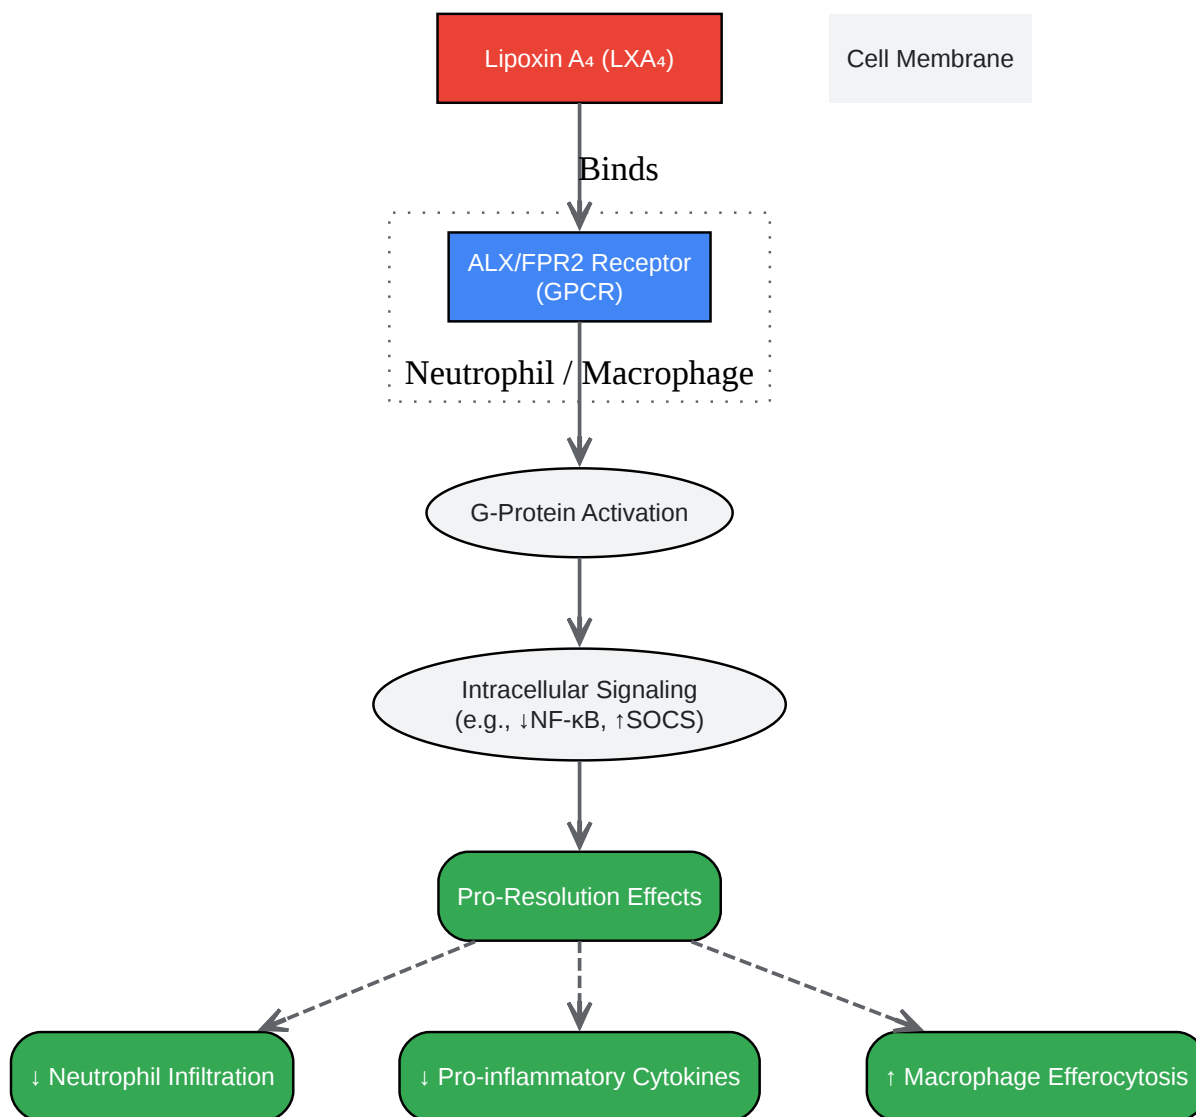 Lipoxin A₄ (LXA₄)
Cell Membrane
Binds
ALX/FPR2 Receptor
(GPCR)
Neutrophil / Macrophage
G-Protein Activation
Intracellular Signaling
(e.g., ↓NF-κB, ↑SOCS)
Pro-Resolution Effects
↓ Neutrophil Infiltration
↓ Pro-inflammatory Cytokines
↑ Macrophage Efferocytosis